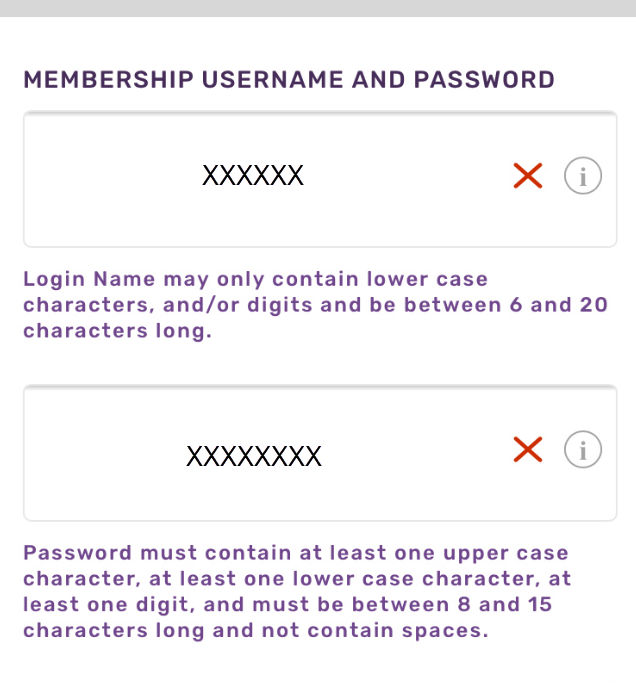 MEMBERSHIP USERNAME AND PASSWORD
XXXXXX
Login Name may only contain lower case
characters, and/or digits and be between 6 and 20
characters long.
XXXXXXXX
Password must contain at least one upper case
character, at least one lower case character, at
least one digit, and must be between 8 and 15
characters long and not contain spaces.